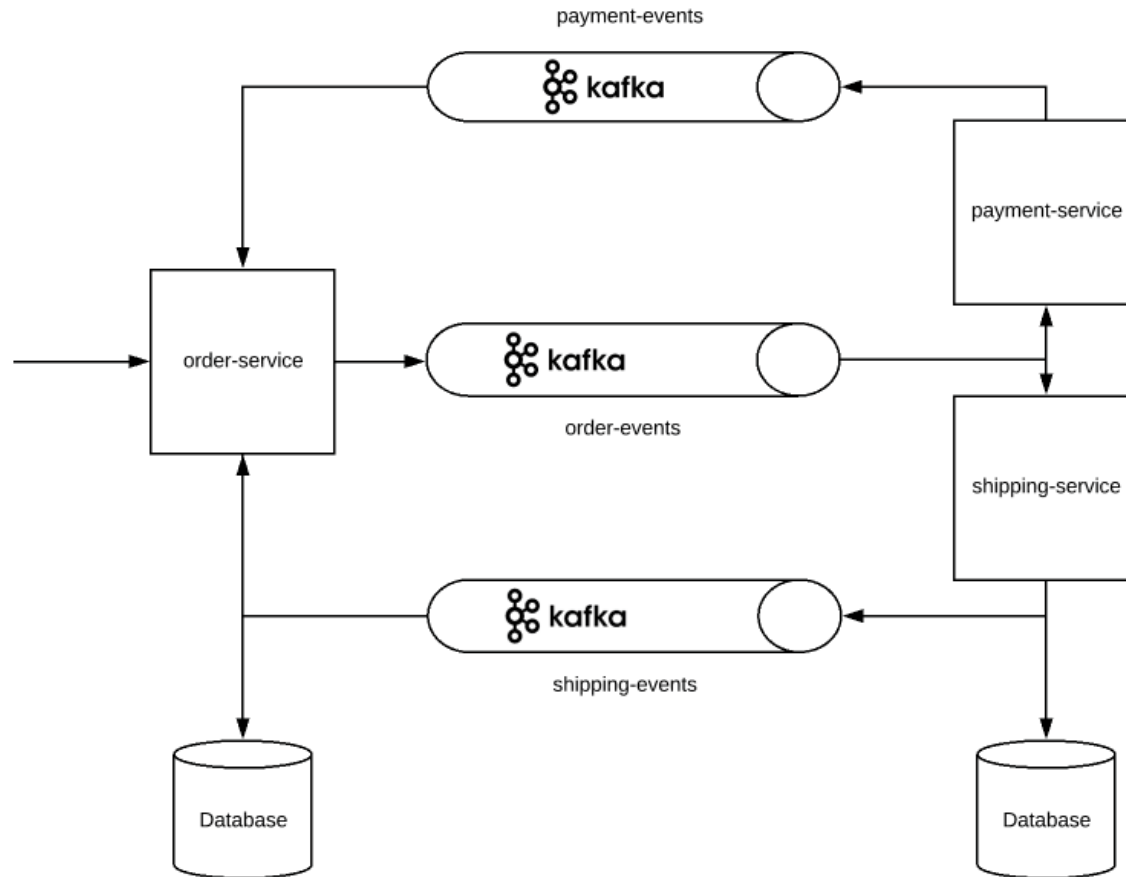 payment-events
kafka
payment-service
order-service
kafka
order-events
shipping-service
kafka
shipping-events
Database
Database